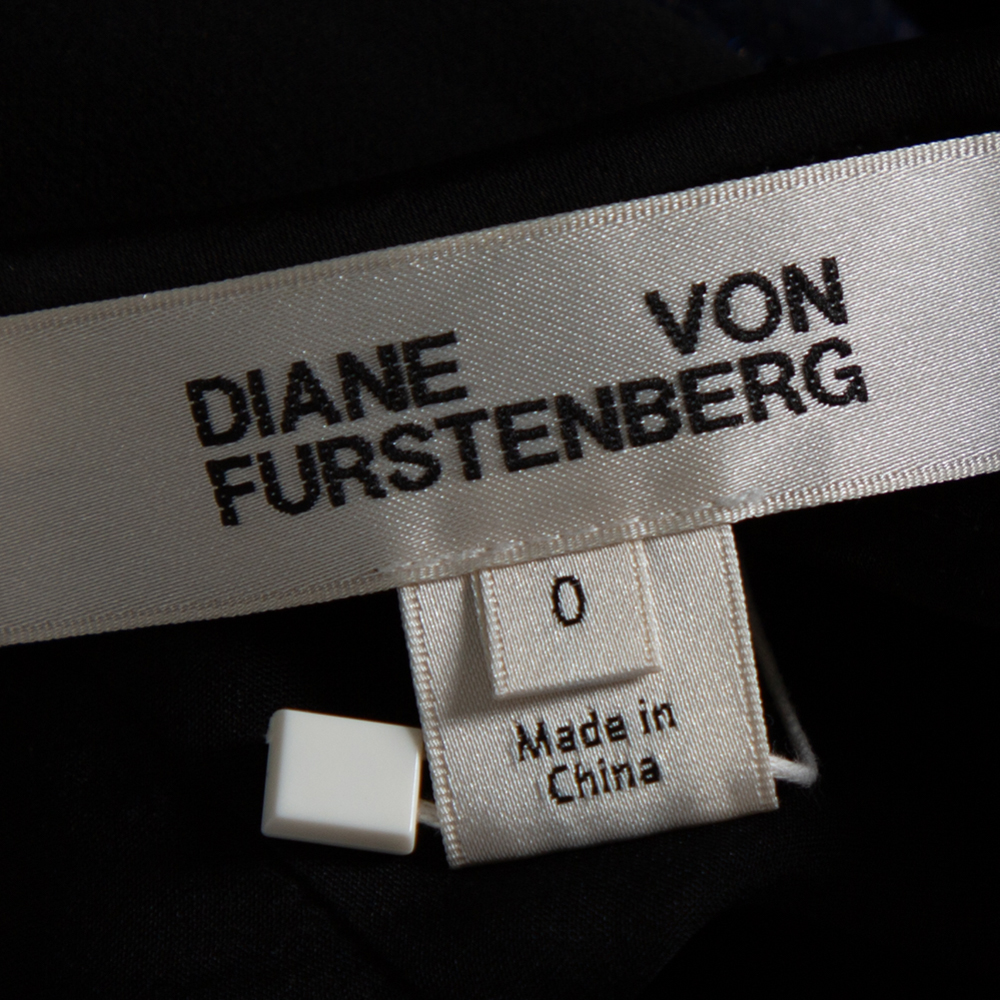 DIANE VON
FURSTENBERG
0
Made in
China